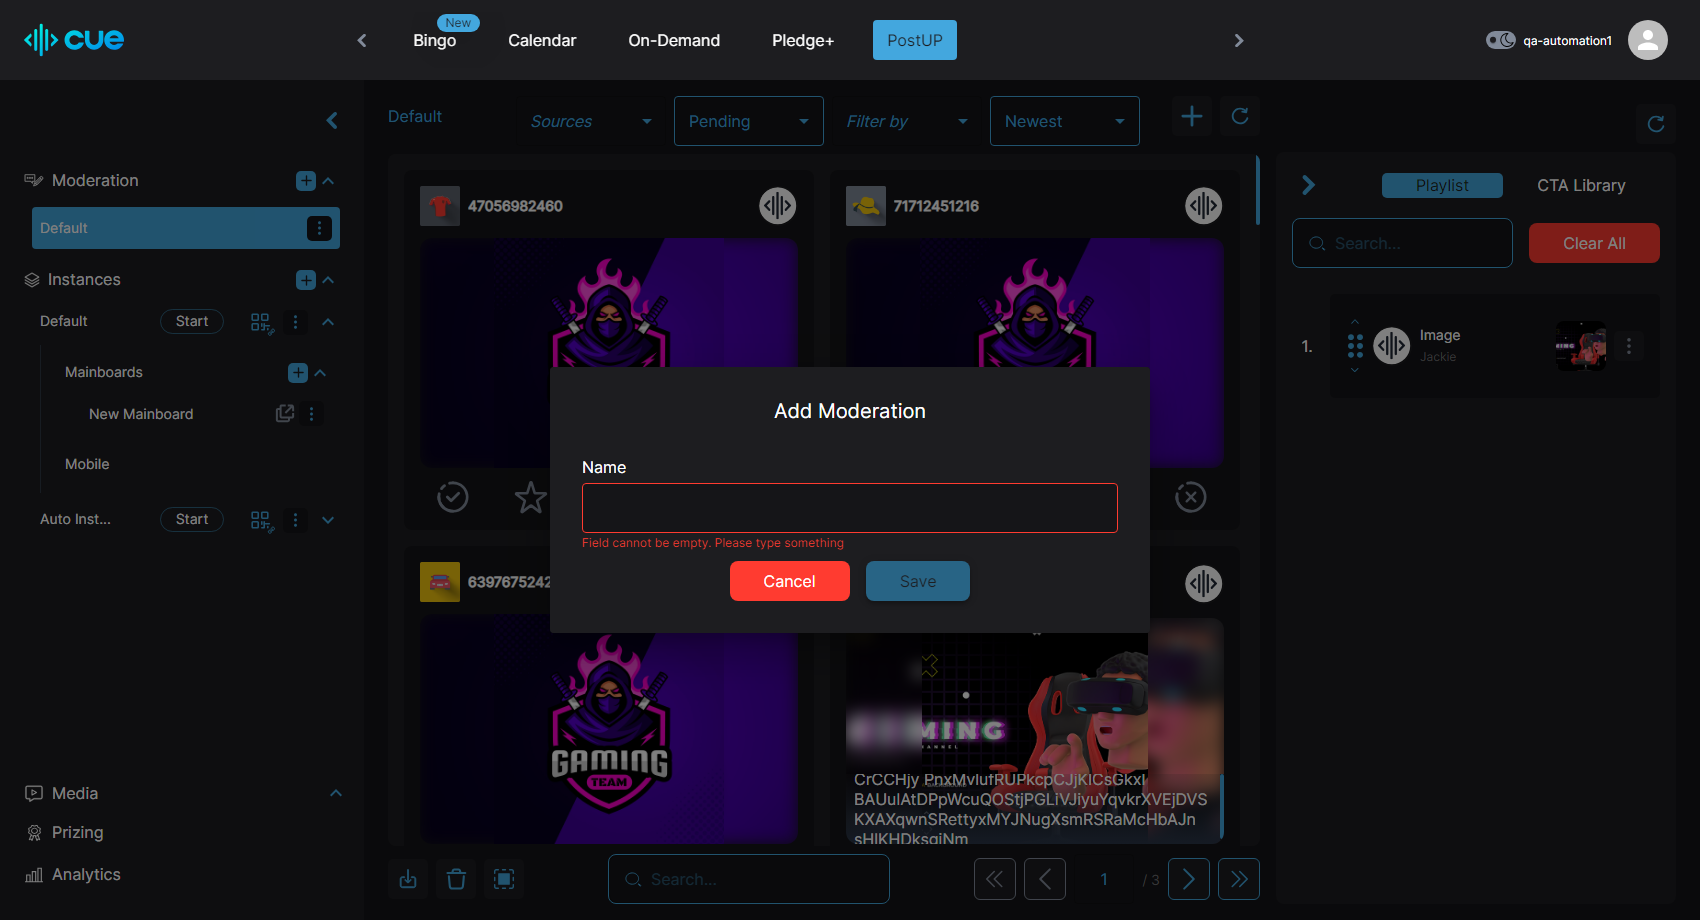 cue
New
Bingo
Calendar
On-Demand
Pledge+
PostUP
qa-automation1
Default
Sources
Pending
Filter by
Newest
Moderation
Default
Instances
Default
Start
Mainboards
New Mainboard
Mobile
Auto Inst...
Start
Media
Prizing
Analytics
47056982460
71712451216
6397675242
GAMING
TEAM
Add Moderation
Name
Field cannot be empty. Please type something
Cancel
Save
MING
ANNEL
BAUulAtDPpWcuQOStjPGLiVJiyuYqvkrXVEjDVS
KXAXqwnSRettyxMYJNugXsmRSRaMcHbAJn
Search...
1
/ 3
Playlist
CTA Library
Search...
Clear All
1.
Image
Jackie